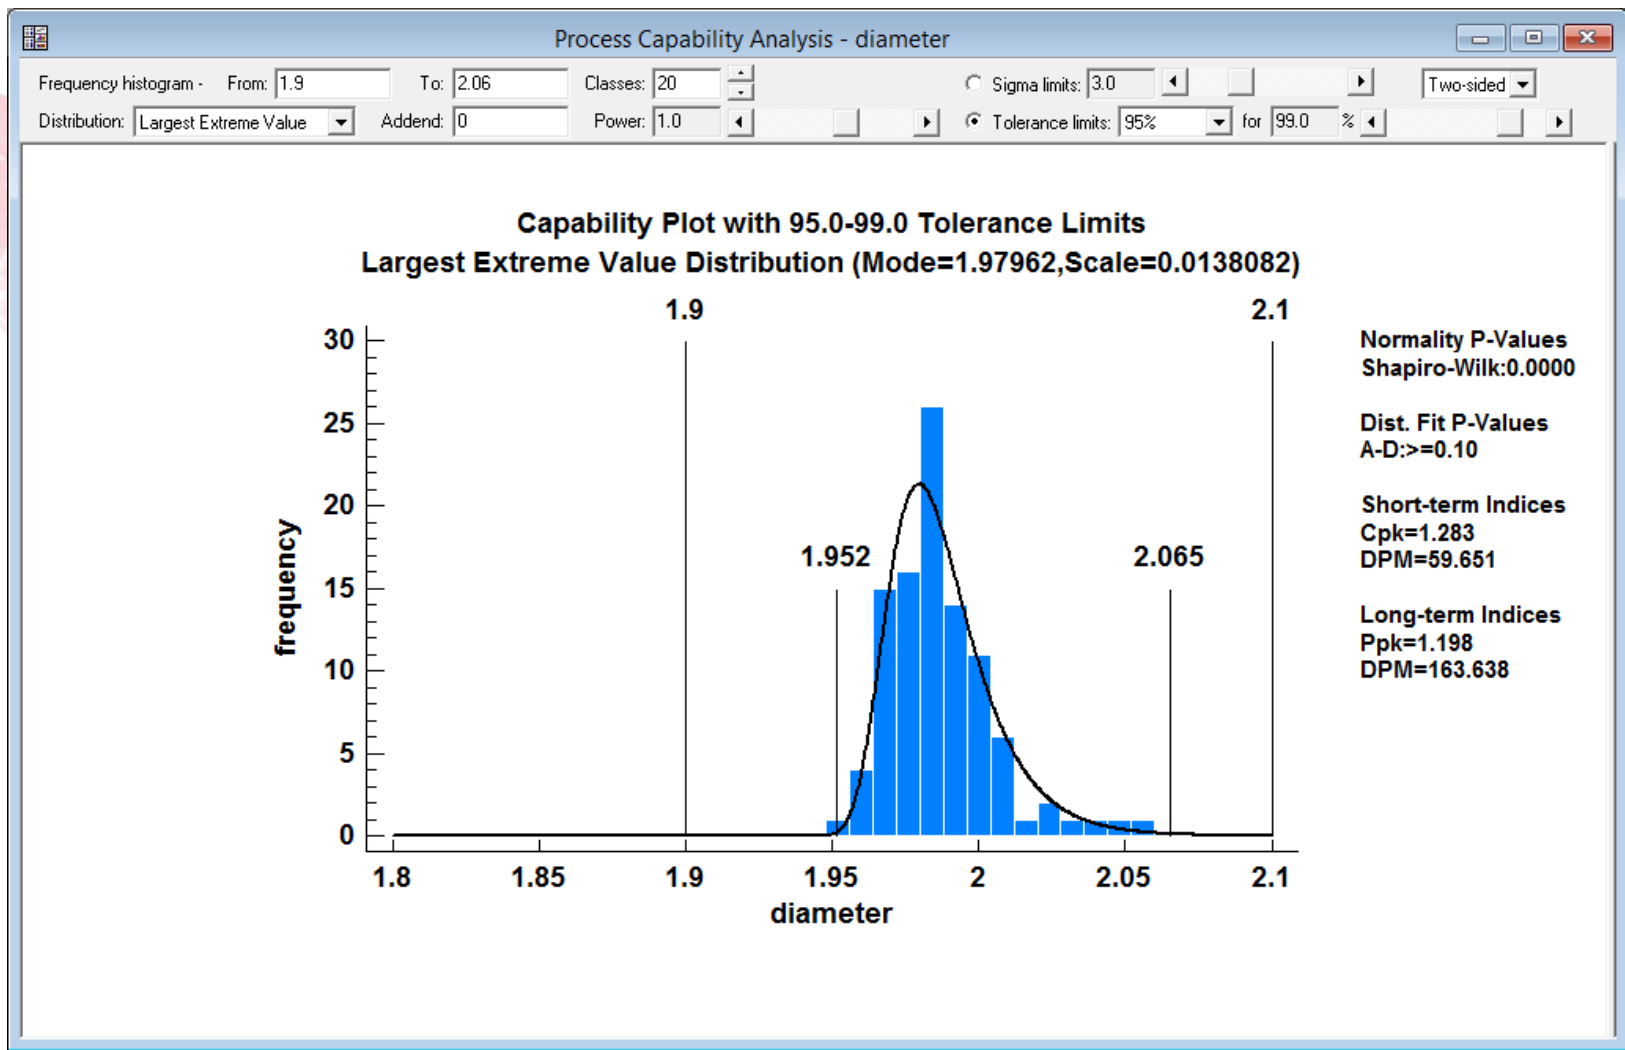 Process Capability Analysis - diameter
Frequency histogram - From: 1.9 To: 2.06 Classes: 20 Sigma limits: 3.0 Two-sided
Distribution: Largest Extreme Value Addend: 0 Power: 1.0 Tolerance limits: 95% for 99.0 %
Capability Plot with 95.0-99.0 Tolerance Limits
Largest Extreme Value Distribution (Mode=1.97962,Scale=0.0138082)
1.9 2.1
30
25
20
15
10
5
0
frequency
1.952 2.065
1.8 1.85 1.9 1.95 2 2.05 2.1
diameter
Normality P-Values
Shapiro-Wilk:0.0000
Dist. Fit P-Values
A-D:>=0.10
Short-term Indices
Cpk=1.283
DPM=59.651
Long-term Indices
Ppk=1.198
DPM=163.638